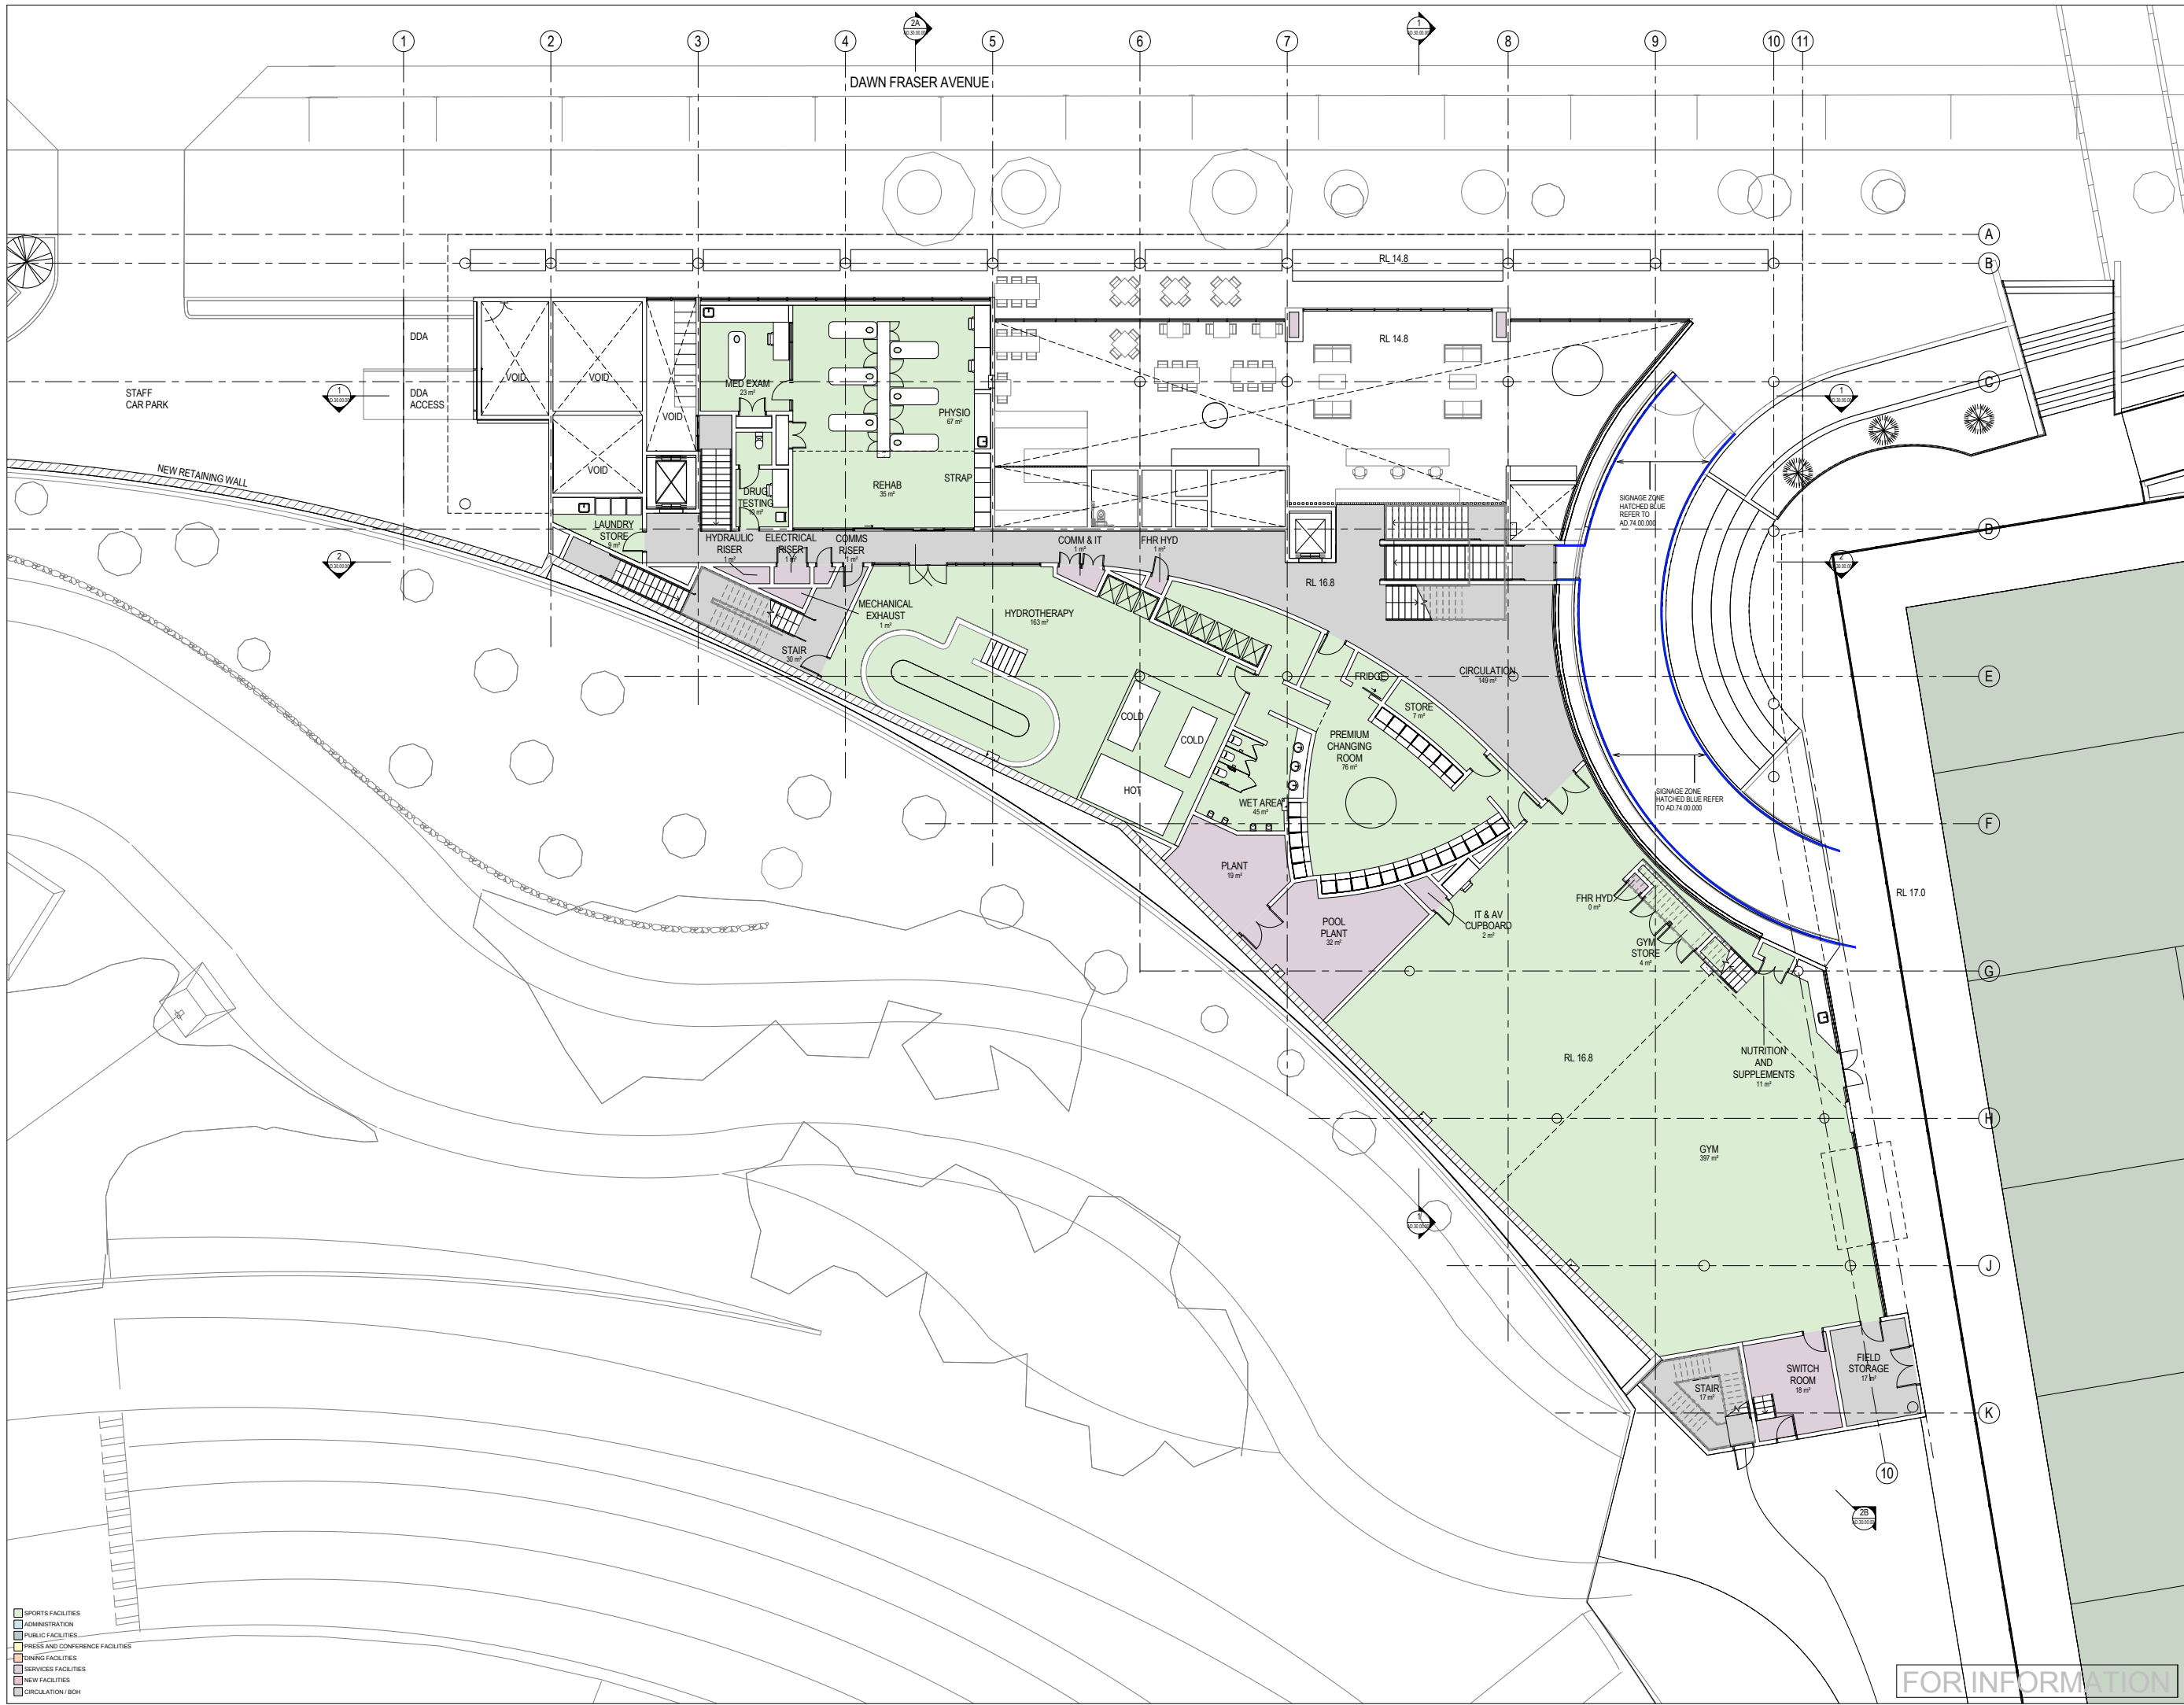 2A
1
1
2
3
4
5
6
7
8
9
10
11
DAWN FRASER AVENUE
A
RL 14.8
B
DDA
RL 14.8
STAFF
CAR PARK
DDA
ACCESS
1
VOID
VOID
VOID
VOID
MED EXAM
23 m²
PHYSIO
67 m²
C
1
NEW RETAINING WALL
REHAB
35 m²
STRAP
DRUG
TESTING
10 m²
SIGNAGE ZONE
HATCHED BLUE
REFER TO
AD.74.00.000
LAUNDRY
STORE
9 m²
D
HYDRAULIC
RISER
1 m²
ELECTRICAL
RISER
1 m²
COMMS
RISER
1 m²
COMM & IT
1 m²
FHR HYD
1 m²
2
2
RL 16.8
MECHANICAL
EXHAUST
1 m²
HYDROTHERAPY
163 m²
STAIR
30 m²
FRIDGE
CIRCULATION
149 m²
E
STORE
7 m²
COLD
COLD
HOT
PREMIUM
CHANGING
ROOM
76 m²
WET AREA
45 m²
SIGNAGE ZONE
HATCHED BLUE REFER
TO AD.74.00.000
F
PLANT
19 m²
RL 17.0
FHR HYD
0 m²
IT & AV
CUPBOARD
2 m²
POOL
PLANT
32 m²
GYM
STORE
4 m²
G
RL 16.8
NUTRITION
AND
SUPPLEMENTS
11 m²
H
GYM
397 m²
1
J
FIELD
STORAGE
17 m²
SWITCH
ROOM
18 m²
STAIR
17 m²
K
10
2B
SPORTS FACILITIES
ADMINISTRATION
PUBLIC FACILITIES
PRESS AND CONFERENCE FACILITIES
DINING FACILITIES
SERVICES FACILITIES
NEW FACILITIES
CIRCULATION / BOH
FOR INFORMATION